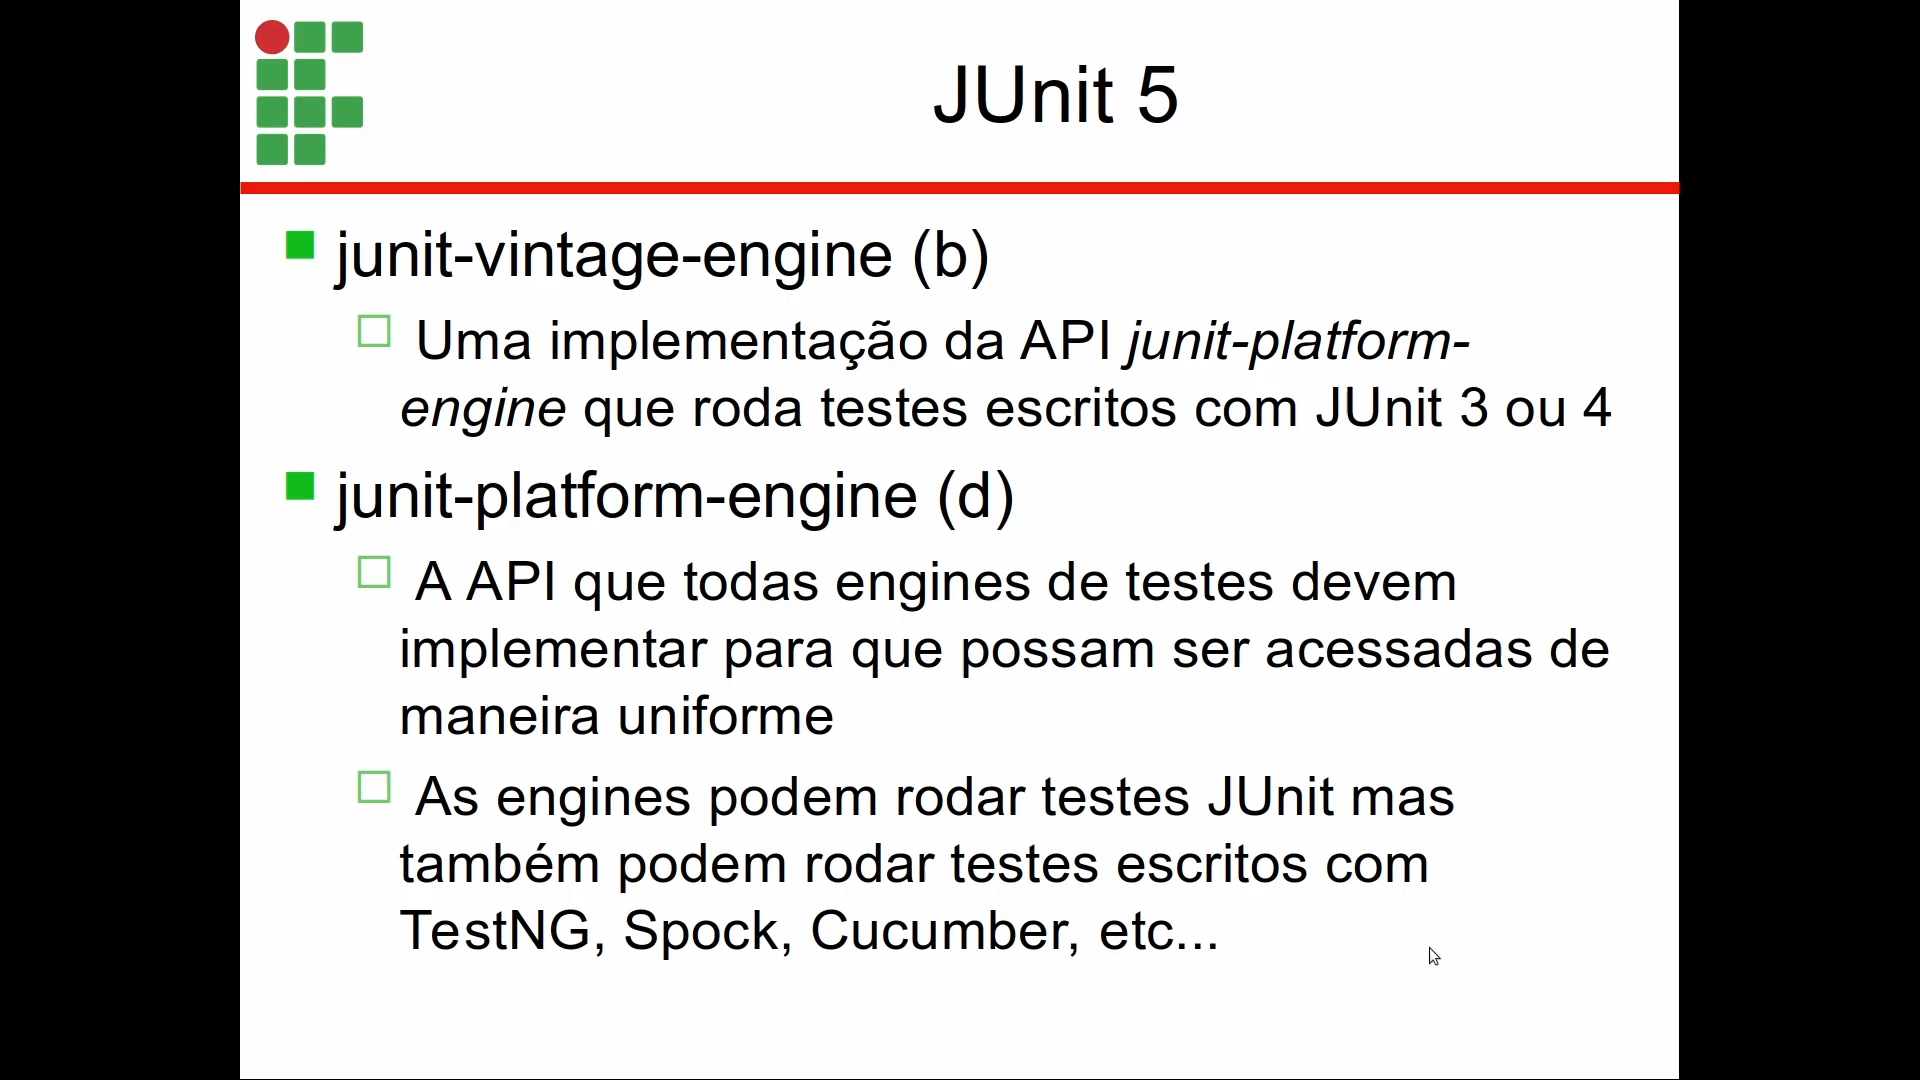 JUnit 5
junit-vintage-engine (b)
Uma implementação da API junit-platform-
engine que roda testes escritos com JUnit 3 ou 4
junit-platform-engine (d)
A API que todas engines de testes devem
implementar para que possam ser acessadas de
maneira uniforme
As engines podem rodar testes JUnit mas
também podem rodar testes escritos com
TestNG, Spock, Cucumber, etc...